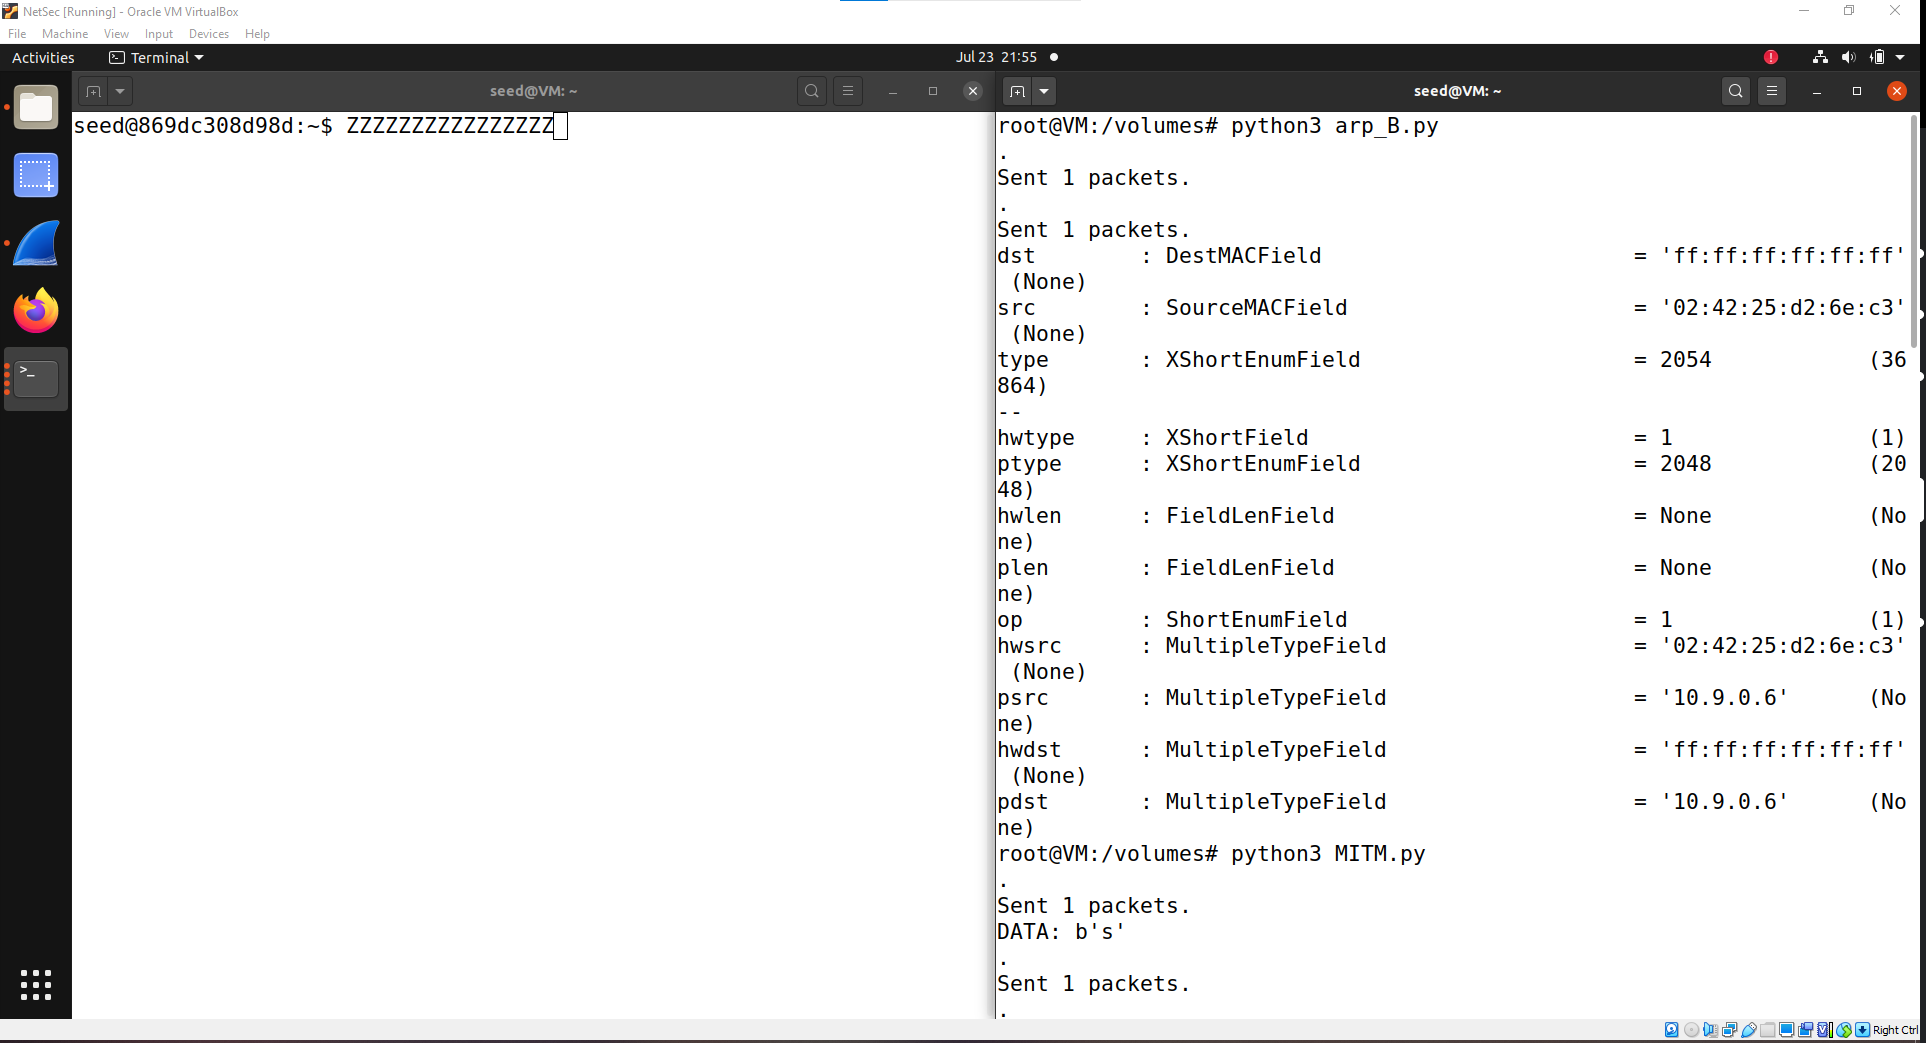 NetSec [Running] - Oracle VM VirtualBox
File Machine View Input Devices Help
Activities Terminal Jul 23 21:55
seed@VM: ~
seed@869dc308d98d:~$ ZZZZZZZZZZZZZZZZ
seed@VM: ~
root@VM:/volumes# python3 arp_B.py
.
Sent 1 packets.
.
Sent 1 packets.
dst : DestMACField = 'ff:ff:ff:ff:ff:ff'
(None)
src : SourceMACField = '02:42:25:d2:6e:c3'
(None)
type : XShortEnumField = 2054 (36
864)
--
hwtype : XShortField = 1 (1)
ptype : XShortEnumField = 2048 (20
48)
hwlen : FieldLenField = None (No
ne)
plen : FieldLenField = None (No
ne)
op : ShortEnumField = 1 (1)
hwsrc : MultipleTypeField = '02:42:25:d2:6e:c3'
(None)
psrc : MultipleTypeField = '10.9.0.6' (No
ne)
hwdst : MultipleTypeField = 'ff:ff:ff:ff:ff:ff'
(None)
pdst : MultipleTypeField = '10.9.0.6' (No
ne)
root@VM:/volumes# python3 MITM.py
.
Sent 1 packets.
DATA: b's'
.
Sent 1 packets.
.
Right Ctrl